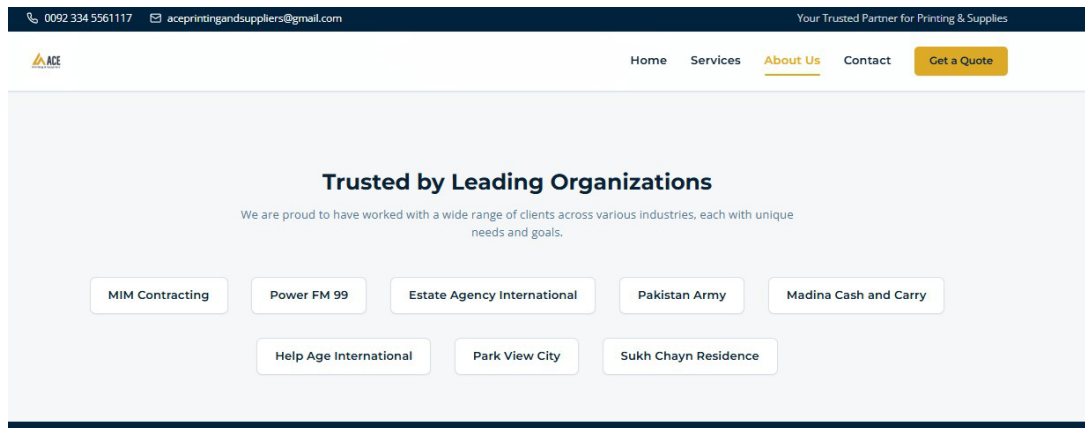 0092 334 5561117 aceprintingandsuppliers@gmail.com Your Trusted Partner for Printing & Supplies
ACE Home Services About Us Contact Get a Quote
Trusted by Leading Organizations
We are proud to have worked with a wide range of clients across various industries, each with unique
needs and goals.
MIM Contracting Power FM 99 Estate Agency International Pakistan Army Madina Cash and Carry
Help Age International Park View City Sukh Chayn Residence